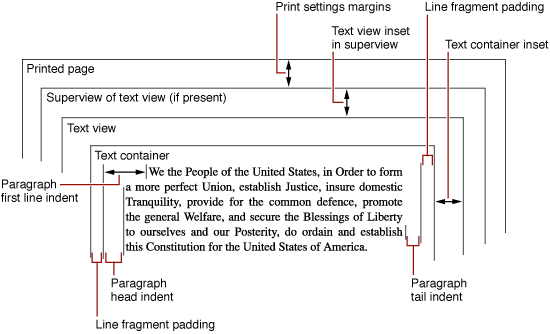 Print settings margins
Line fragment padding
Text view inset
in superview
Text container inset
Printed page
Superview of text view (if present)
Text view
Text container
Paragraph
first line indent
We the People of the United States, in Order to form
a more perfect Union, establish Justice, insure domestic
Tranquility, provide for the common defence, promote
the general Welfare, and secure the Blessings of Liberty
to ourselves and our Posterity, do ordain and establish
this Constitution for the United States of America.
Paragraph
head indent
Paragraph
tail indent
Line fragment padding